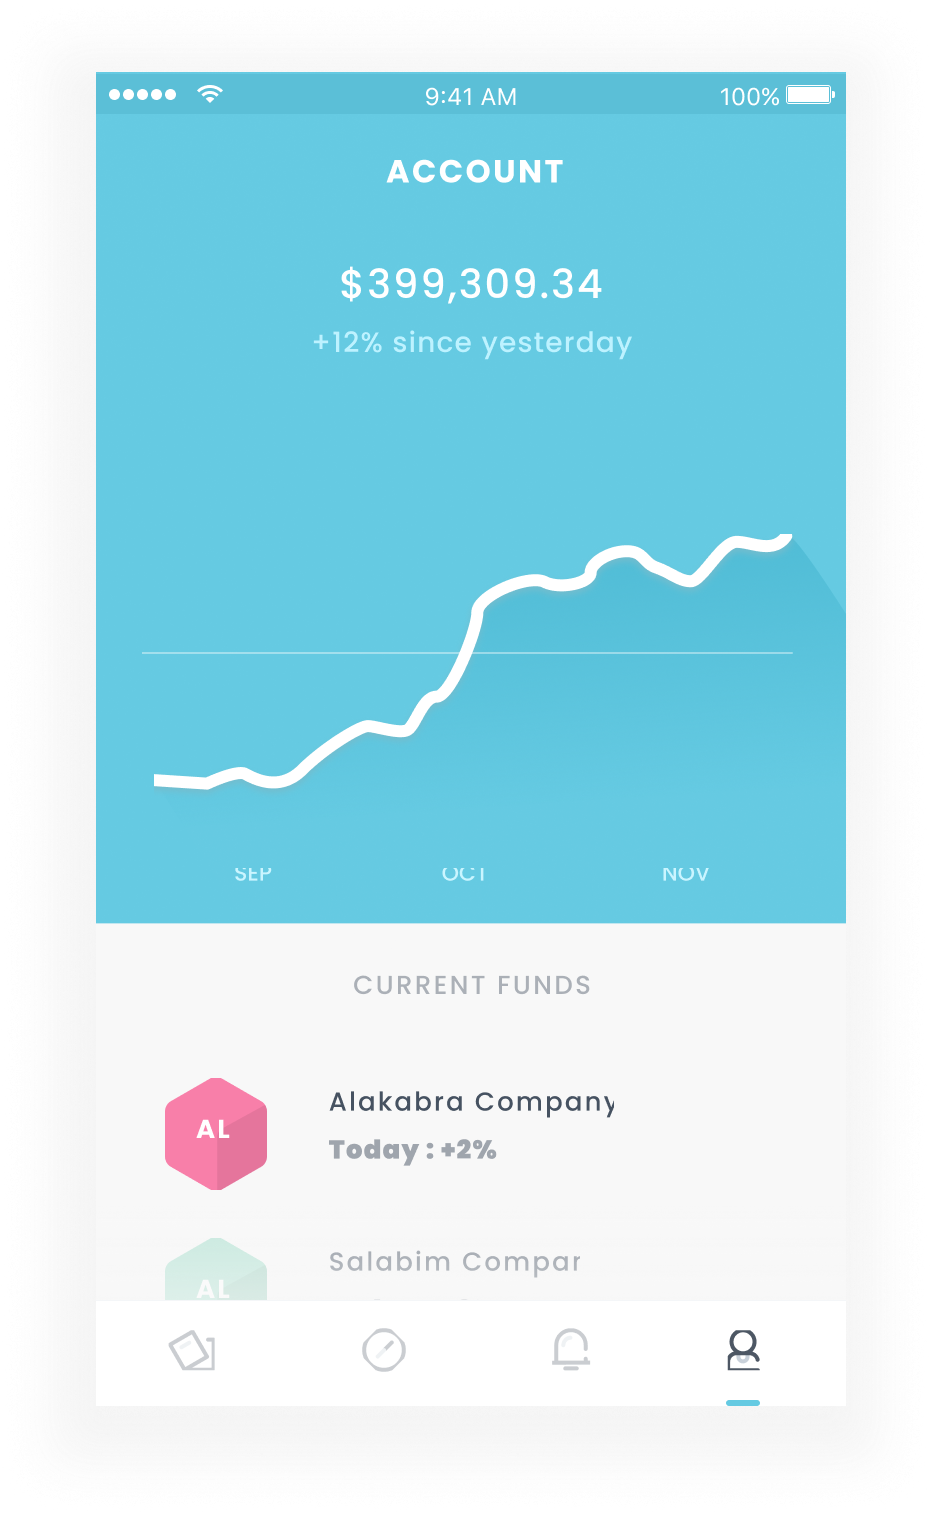 9:41 AM 100%
ACCOUNT
$399,309.34
+12% since yesterday
SEP OCT NOV
CURRENT FUNDS
AL
Alakabra Company
Today : +2%
AL
Salabim Compar